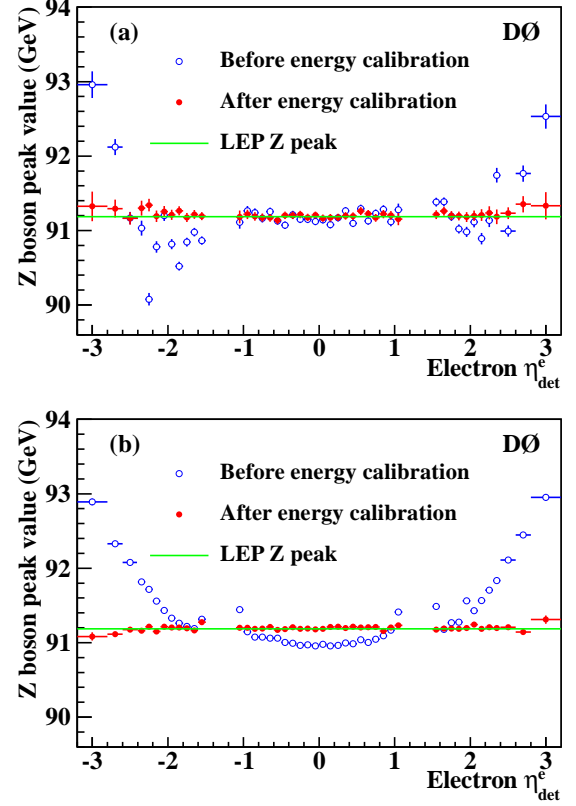 94
(a)
DØ
Before energy calibration
93
After energy calibration
LEP Z peak
92
91
90
Z boson peak value (GeV)
-3 -2 -1 0 1 2 3
Electron η^e_det
94
(b)
DØ
Before energy calibration
93
After energy calibration
LEP Z peak
92
91
90
Z boson peak value (GeV)
-3 -2 -1 0 1 2 3
Electron η^e_det